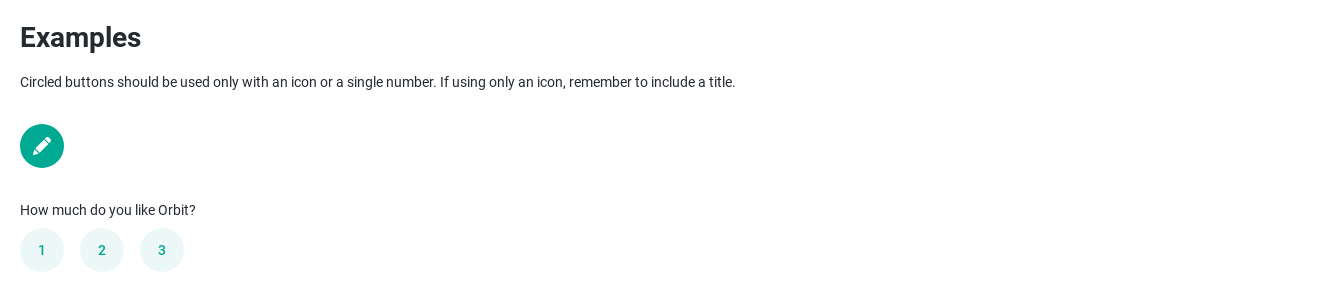 Examples
Circled buttons should be used only with an icon or a single number. If using only an icon, remember to include a title.
How much do you like Orbit?
1 2 3